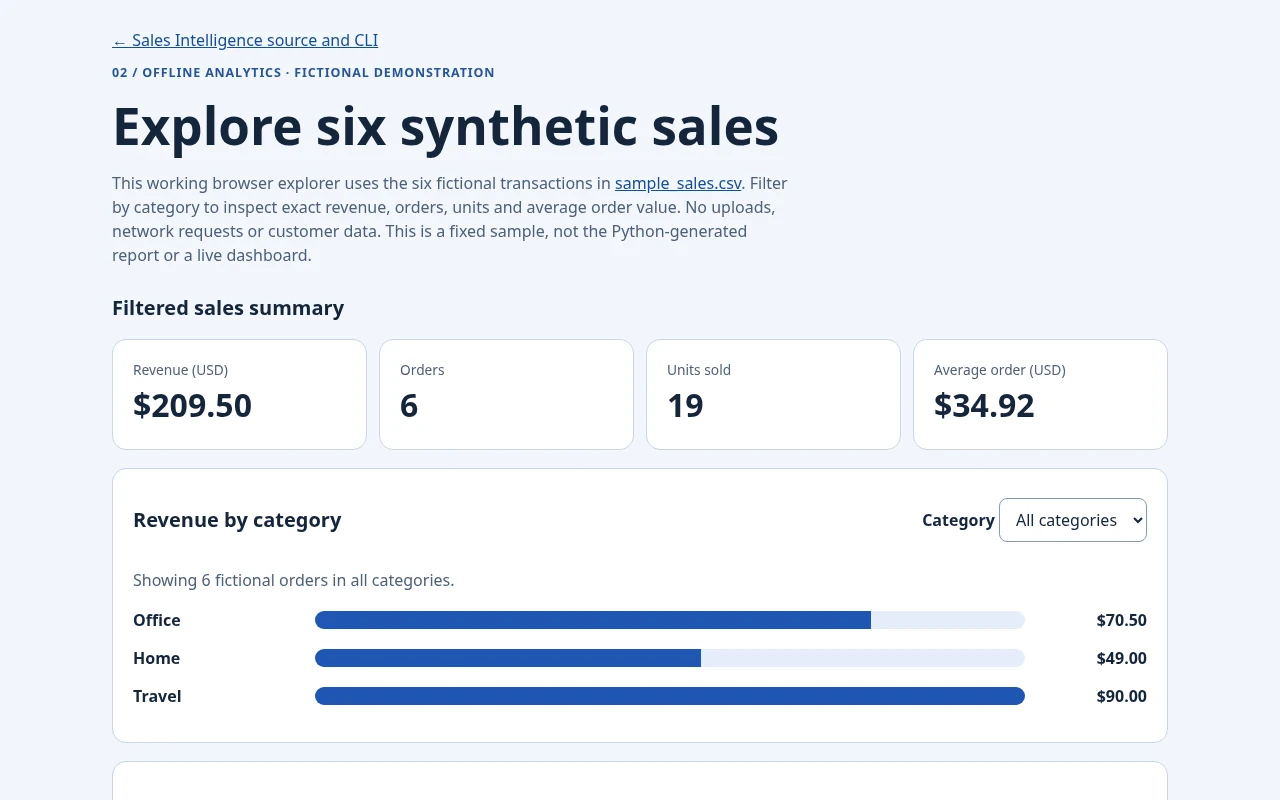 ← Sales Intelligence source and CLI
02 / OFFLINE ANALYTICS · FICTIONAL DEMONSTRATION
Explore six synthetic sales
This working browser explorer uses the six fictional transactions in sample_sales.csv. Filter
by category to inspect exact revenue, orders, units and average order value. No uploads,
network requests or customer data. This is a fixed sample, not the Python-generated
report or a live dashboard.
Filtered sales summary
Revenue (USD)
$209.50
Orders
6
Units sold
19
Average order (USD)
$34.92
Revenue by category
Category All categories
Showing 6 fictional orders in all categories.
Office $70.50
Home $49.00
Travel $90.00